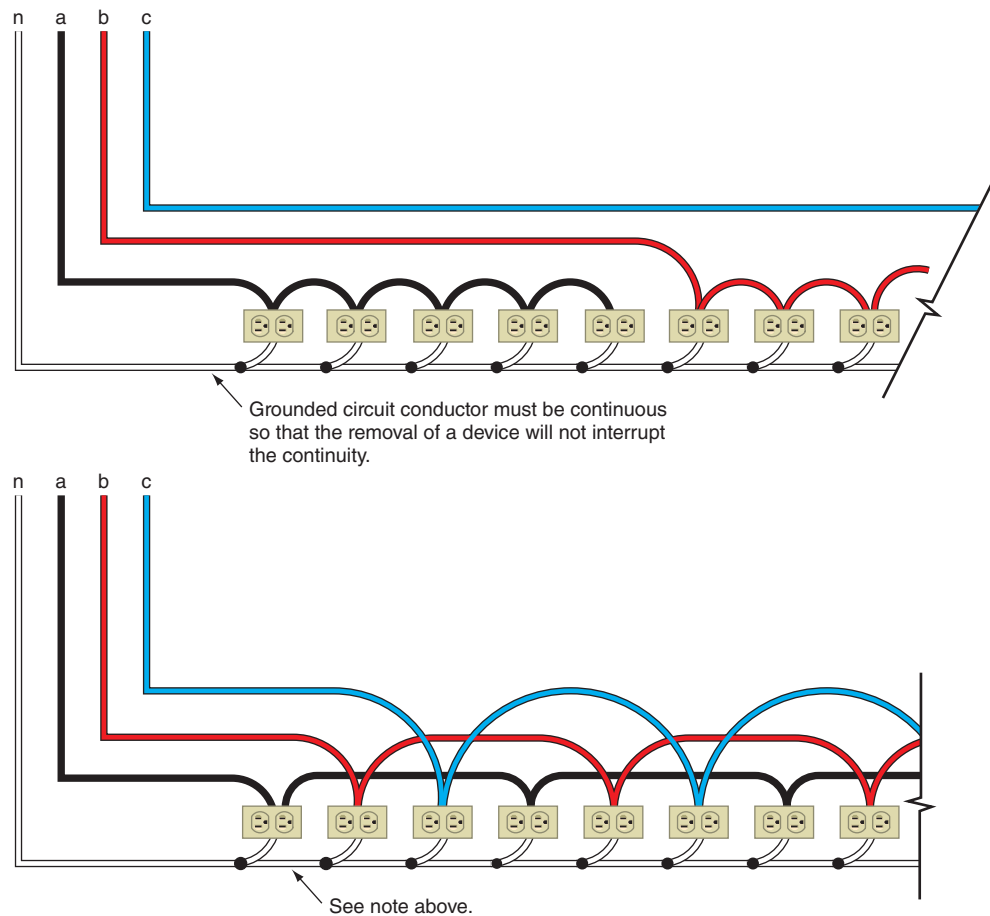 n a b c
Grounded circuit conductor must be continuous
so that the removal of a device will not interrupt
the continuity.
n a b c
See note above.